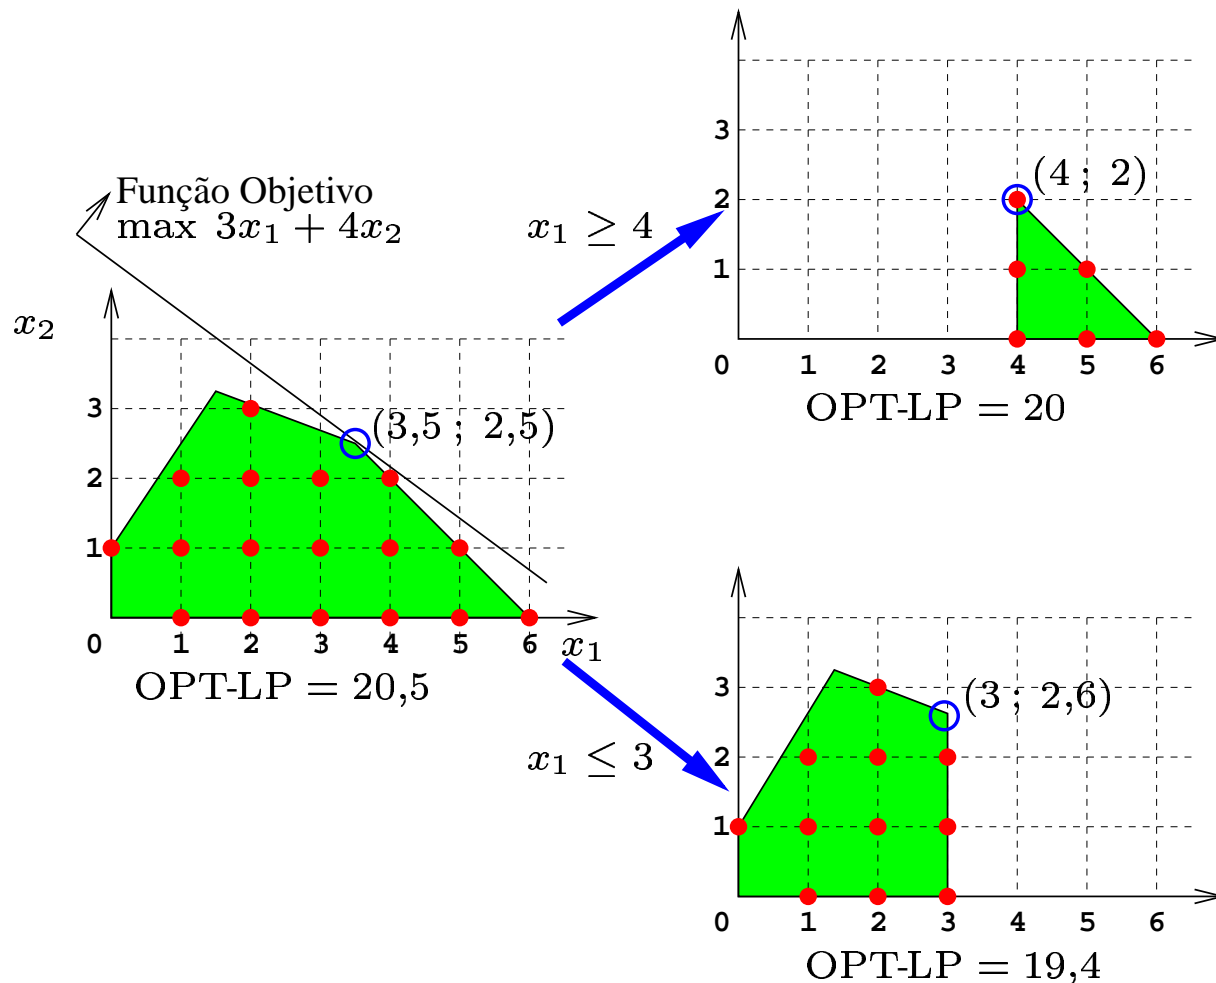 Função Objetivo
max 3x₁ + 4x₂
x₂
3
2
1
0 1 2 3 4 5 6 x₁
(3,5 ; 2,5)
OPT-LP = 20,5
x₁ ≥ 4
3
2
1
0 1 2 3 4 5 6
(4 ; 2)
OPT-LP = 20
x₁ ≤ 3
3
2
1
0 1 2 3 4 5 6
(3 ; 2,6)
OPT-LP = 19,4